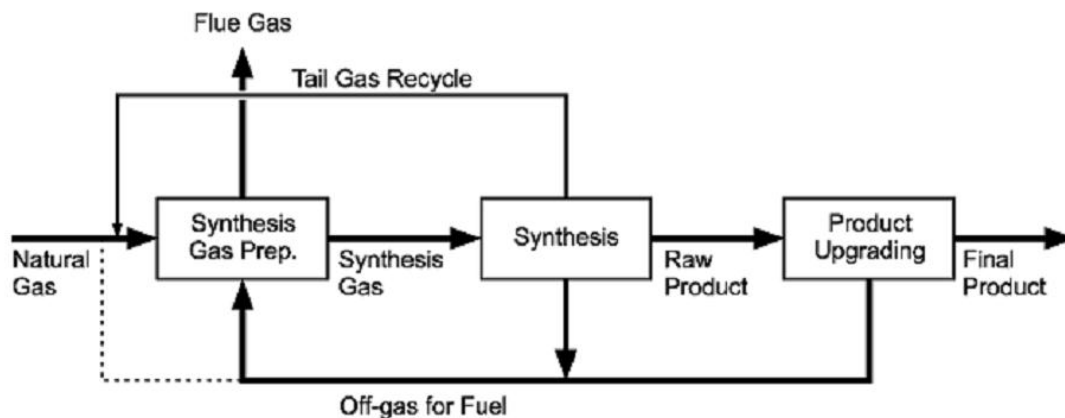 Flue Gas
Tail Gas Recycle
Synthesis
Gas Prep.
Synthesis
Product
Upgrading
Natural
Gas
Synthesis
Gas
Raw
Product
Final
Product
Off-gas for Fuel